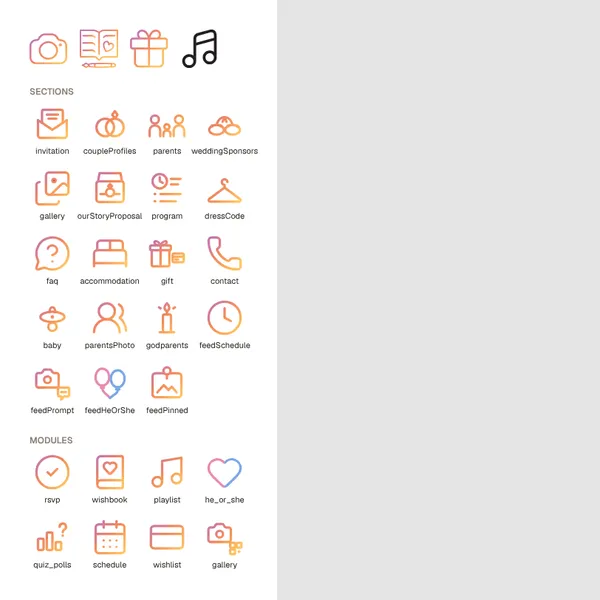 SECTIONS
invitation coupleProfiles parents weddingSponsors
gallery ourStoryProposal program dressCode
faq accommodation gift contact
baby parentsPhoto godparents feedSchedule
feedPrompt feedHeOrShe feedPinned
MODULES
rsvp wishbook playlist he_or_she
quiz_polls schedule wishlist gallery